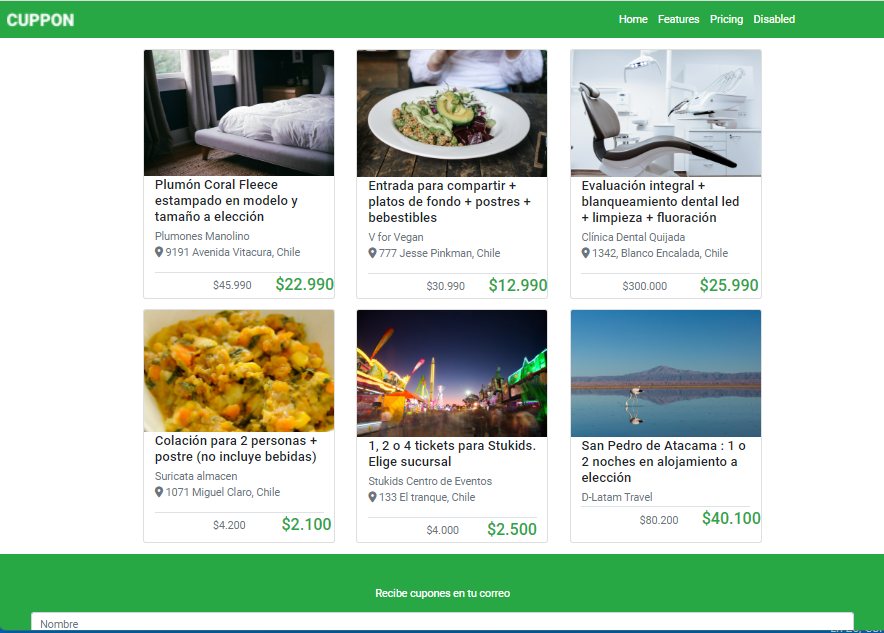 CUPPON
Home Features Pricing Disabled
Plumón Coral Fleece
estampado en modelo y
tamaño a elección
Plumones Manolino
9191 Avenida Vitacura, Chile
$45.990 $22.990
Entrada para compartir +
platos de fondo + postres +
bebestibles
V for Vegan
777 Jesse Pinkman, Chile
$30.990 $12.990
Evaluación integral +
blanqueamiento dental led
+ limpieza + fluoración
Clínica Dental Quijada
1342, Blanco Encalada, Chile
$300.000 $25.990
Colación para 2 personas +
postre (no incluye bebidas)
Suricata almacen
1071 Miguel Claro, Chile
$4.200 $2.100
1, 2 o 4 tickets para Stukids.
Elige sucursal
Stukids Centro de Eventos
133 El tranque, Chile
$4.000 $2.500
San Pedro de Atacama : 1 o
2 noches en alojamiento a
elección
D-Latam Travel
$80.200 $40.100
Recibe cupones en tu correo
Nombre